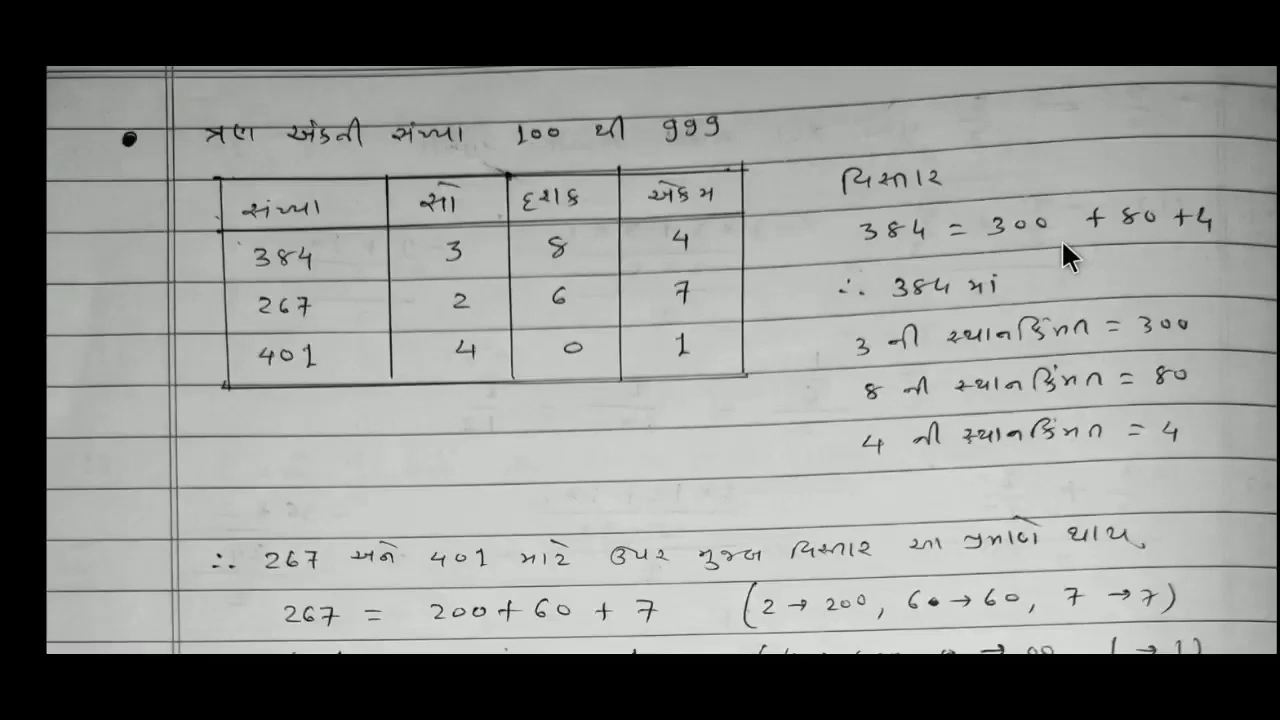 ત્રણ અંકની સંખ્યા 100 થી 999
સંખ્યા સો દશક એકમ
384 3 8 4
267 2 6 7
401 4 0 1
વિસ્તાર
384 = 300 + 80 + 4
∴ 384 માં
3 ની સ્થાનકિંમત = 300
8 ની સ્થાનકિંમત = 80
4 ની સ્થાનકિંમત = 4
∴ 267 અને 401 માટે ઉપર મુજબ વિસ્તાર આ પ્રમાણે થાય
267 = 200 + 60 + 7 (2 → 200, 60 → 60, 7 → 7)